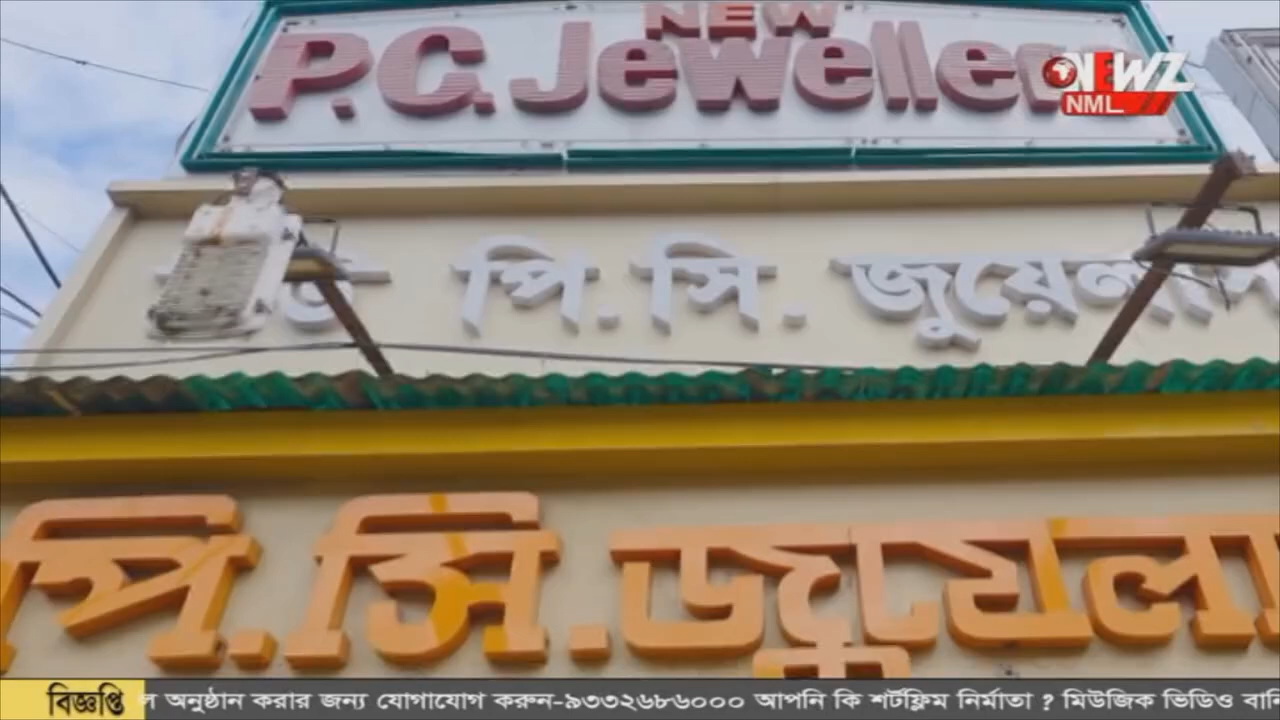 NEW
P.C. Jeweller
NEWZ
NML
পি.সি. জুয়েলা
পি.সি.জুয়েলা
বিজ্ঞপ্তি
ল অনুষ্ঠান করার জন্য যোগাযোগ করুন-৯৩৩২৬৮৬০০০ আপনি কি শর্টফ্লিম নির্মাতা ? মিউজিক ভিডিও বানি